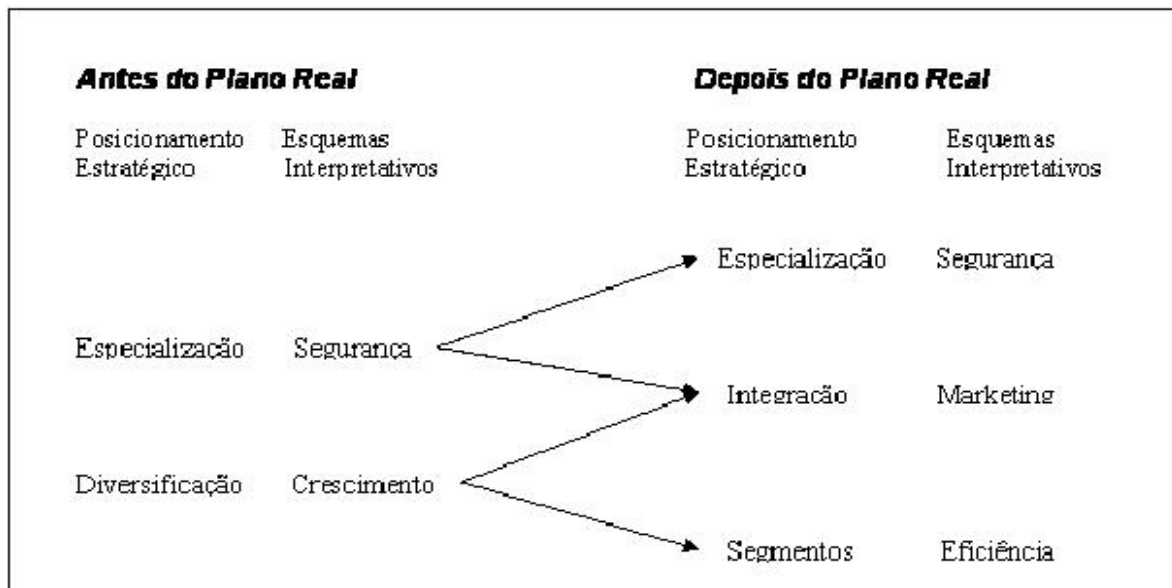 Antes do Plano Real
Depois do Plano Real
Posicionamento Estratégico
Esquemas Interpretativos
Posicionamento Estratégico
Esquemas Interpretativos
Especialização Segurança
Especialização Segurança
Integração Marketing
Diversificação Crescimento
Segmentos Eficiência